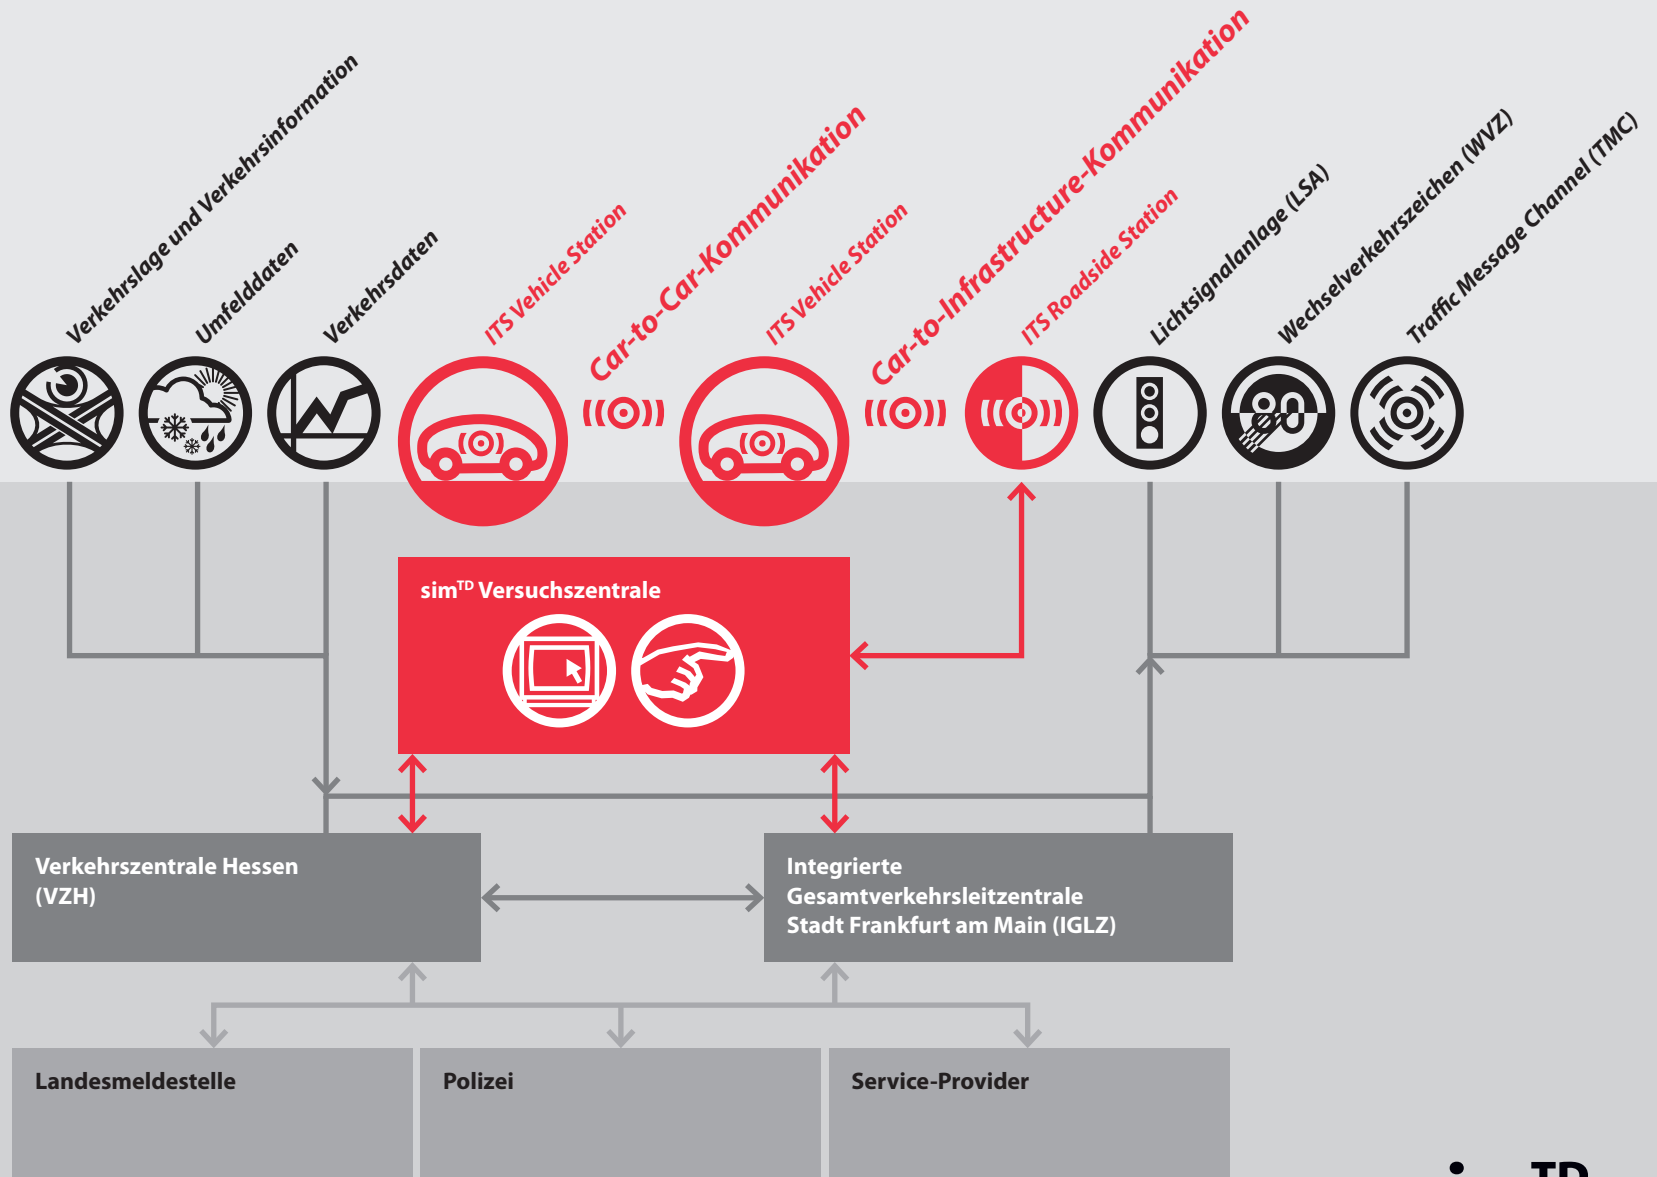 Verkehrslage und Verkehrsinformation
Umfelddaten
Verkehrsdaten
ITS Vehicle Station
Car-to-Car-Kommunikation
ITS Vehicle Station
Car-to-Infrastructure-Kommunikation
ITS Roadside Station
Lichtsignalanlage (LSA)
Wechselverkehrszeichen (WVZ)
Traffic Message Channel (TMC)
simTD Versuchszentrale
Verkehrszentrale Hessen
(VZH)
Integrierte
Gesamtverkehrsleitzentrale
Stadt Frankfurt am Main (IGLZ)
Landesmeldestelle
Polizei
Service-Provider